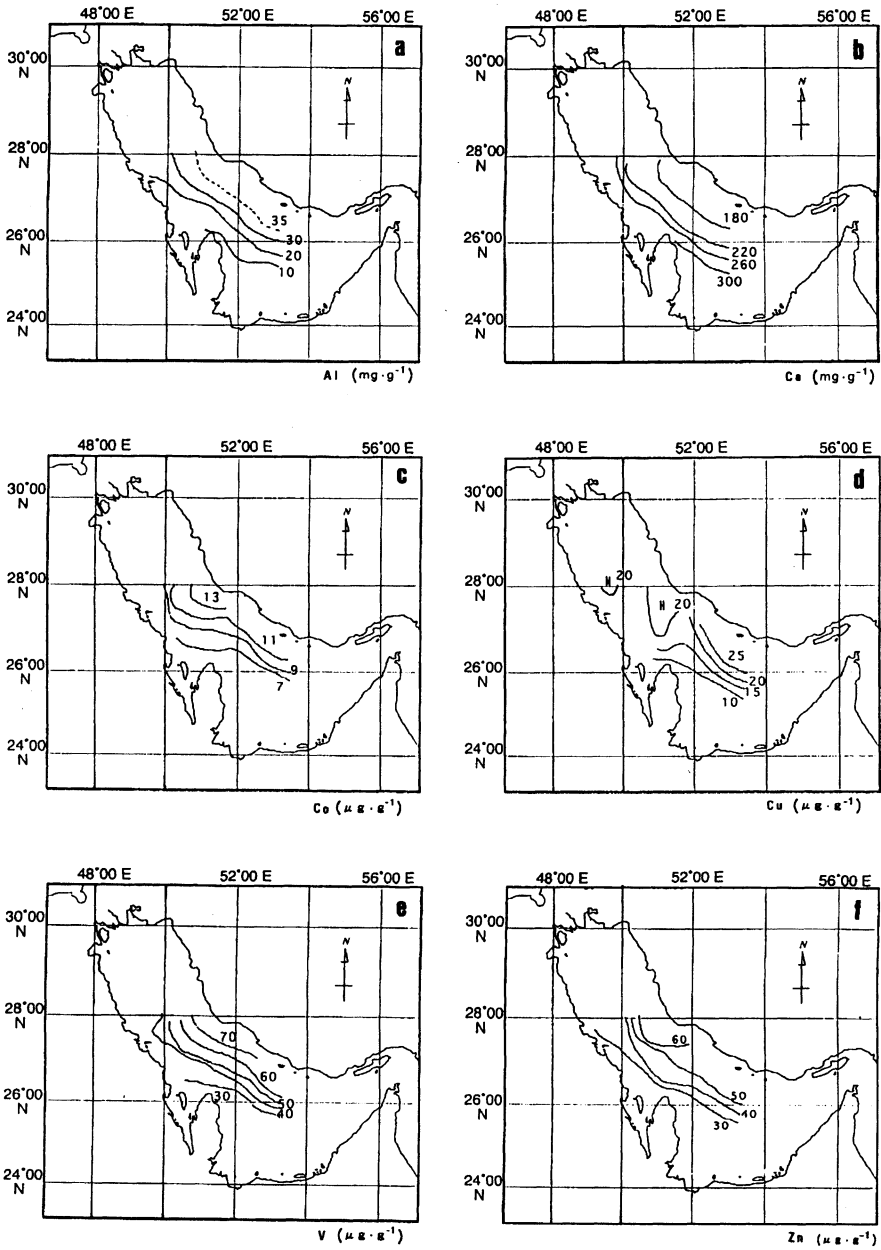 48°00 E 52°00 E 56°00 E
a
30°00 N
N
28°00 N
35
30
26°00 N
20
10
24°00 N
Al (mg·g⁻¹)
48°00 E 52°00 E 56°00 E
b
30°00 N
N
28°00 N
180
26°00 N
220
260
300
24°00 N
Ca (mg·g⁻¹)
48°00 E 52°00 E 56°00 E
c
30°00 N
N
28°00 N
13
11
26°00 N
9
7
24°00 N
Co (μg·g⁻¹)
48°00 E 52°00 E 56°00 E
d
30°00 N
N
28°00 N
H 20
H 20
25
26°00 N
20
15
10
24°00 N
Cu (μg·g⁻¹)
48°00 E 52°00 E 56°00 E
e
30°00 N
N
28°00 N
70
60
30
26°00 N
50
40
24°00 N
V (μg·g⁻¹)
48°00 E 52°00 E 56°00 E
f
30°00 N
N
28°00 N
60
26°00 N
50
40
30
24°00 N
Zn (μg·g⁻¹)